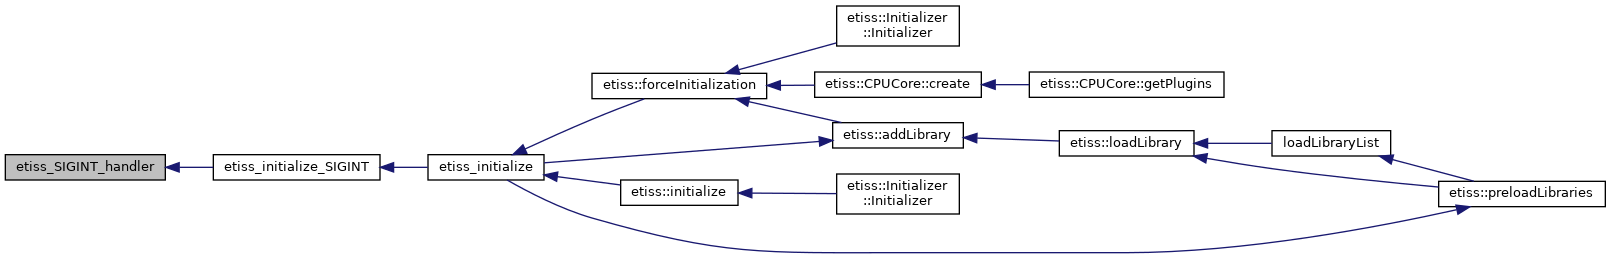 etiss::Initializer
::Initializer
etiss::forceInitialization
etiss::CPUCore::create
etiss::CPUCore::getPlugins
etiss::addLibrary
etiss::loadLibrary
loadLibraryList
etiss_SIGINT_handler
etiss_initialize_SIGINT
etiss_initialize
etiss::initialize
etiss::Initializer
::Initializer
etiss::preloadLibraries